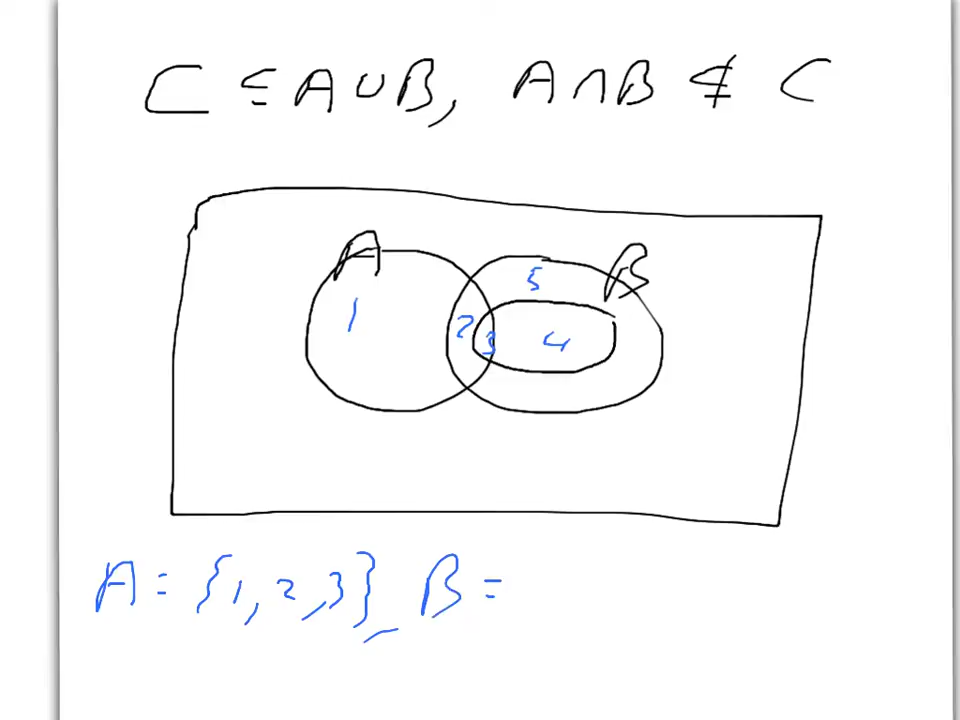 C ⊆ A ∪ B, A ∩ B ⊈ C
A B
5
1 2 3 4
A = {1, 2, 3}, B =